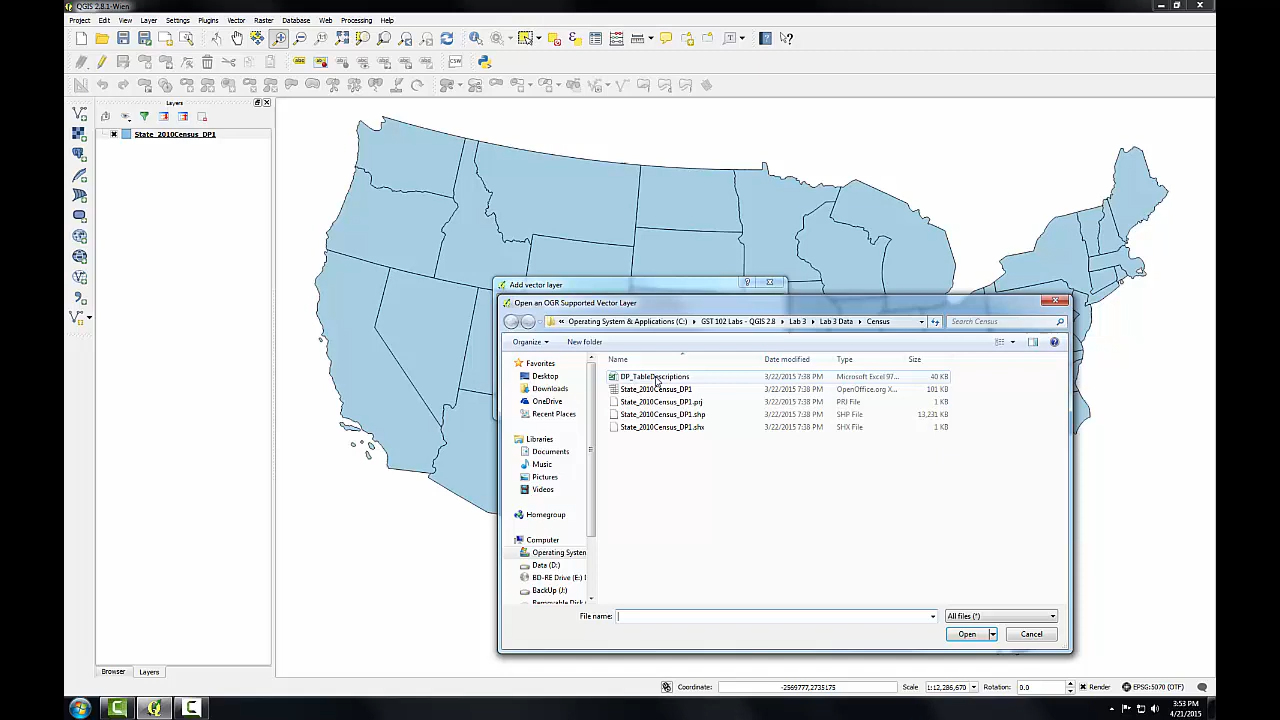 QGIS 2.8.1-Wien
Project Edit View Layer Settings Plugins Vector Raster Database Web Processing Help
Layers
State_2010Census_DP1
Add vector layer
Open an OGR Supported Vector Layer
« Operating System & Applications (C:) GST 102 Labs - QGIS 2.8 Lab 3 Lab 3 Data Census Search Census
Organize New folder
Name Date modified Type Size
Favorites
Desktop
Downloads
OneDrive
Recent Places
Libraries
Documents
Music
Pictures
Videos
Homegroup
Computer
Operating System
Data (D:)
BD-RE Drive (E:)
BackUp (J:)
Removable Disk
DP_TableDescriptions 3/22/2015 7:38 PM Microsoft Excel 97... 40 KB
State_2010Census_DP1 3/22/2015 7:38 PM OpenOffice.org X... 101 KB
State_2010Census_DP1.prj 3/22/2015 7:38 PM PRJ File 1 KB
State_2010Census_DP1.shp 3/22/2015 7:38 PM SHP File 13,231 KB
State_2010Census_DP1.shx 3/22/2015 7:38 PM SHX File 1 KB
File name: All files (*)
Open Cancel
Browser Layers
Coordinate: -2569777,2735175 Scale 1:12,286,670 Rotation: 0.0 Render EPSG:5070 (OTF)
3:53 PM
4/21/2015